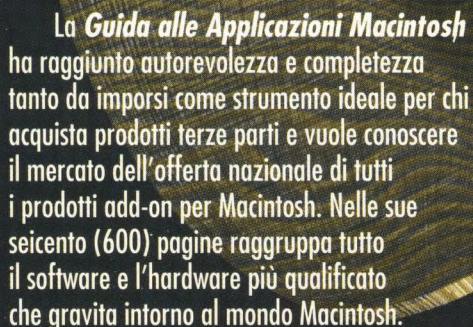 La Guida alle Applicazioni Macintosh
ha raggiunto autorevolezza e completezza
tanto da imporsi come strumento ideale per chi
acquista prodotti terze parti e vuole conoscere
il mercato dell'offerta nazionale di tutti
i prodotti add-on per Macintosh. Nelle sue
seicento (600) pagine raggruppa tutto
il software e l'hardware più qualificato
che gravita intorno al mondo Macintosh.